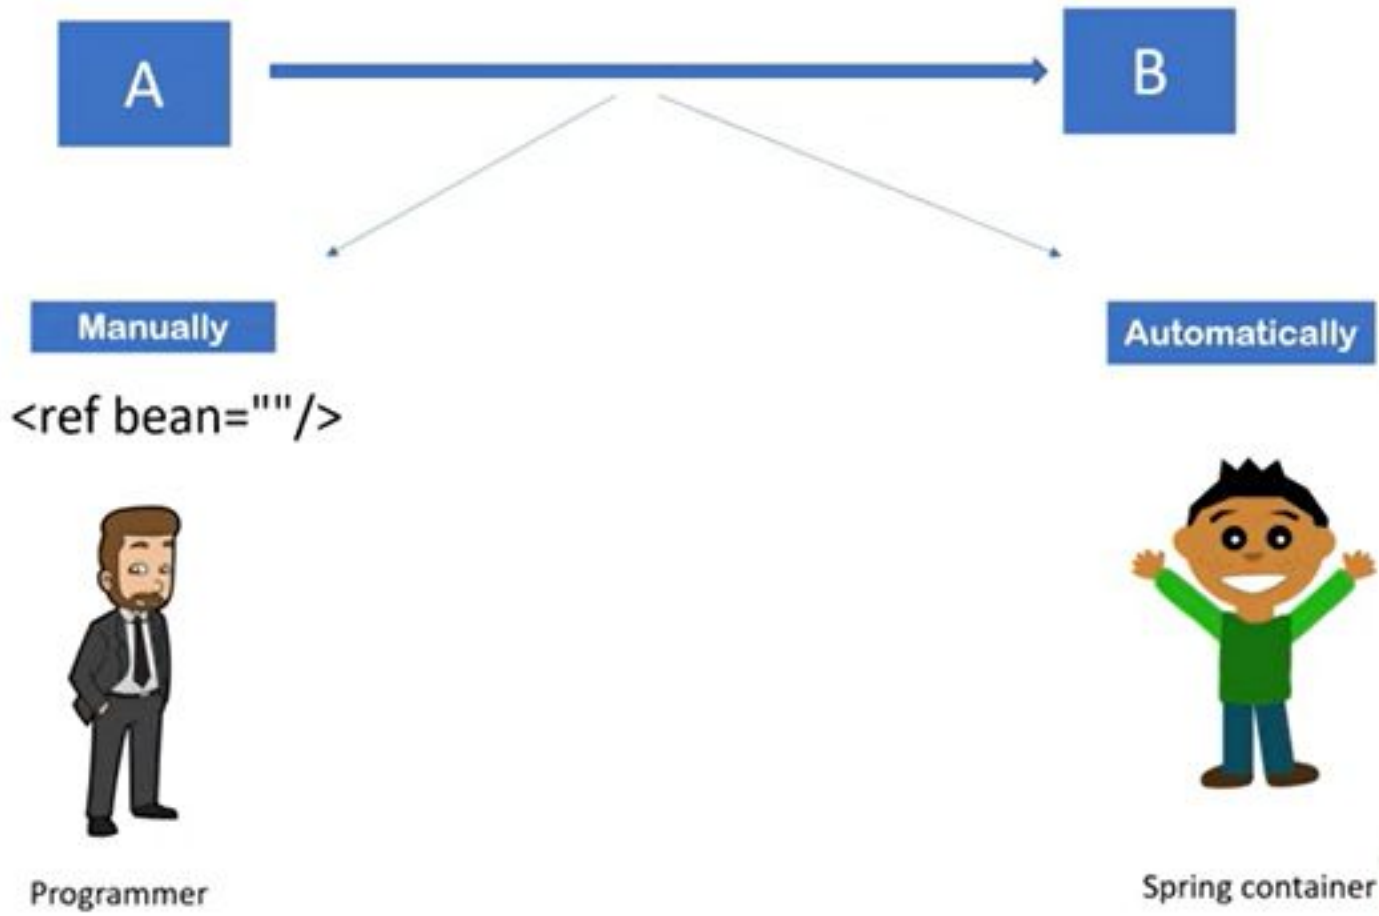 A
B
Manually
Automatically
<ref bean=""/>
Programmer
Spring container